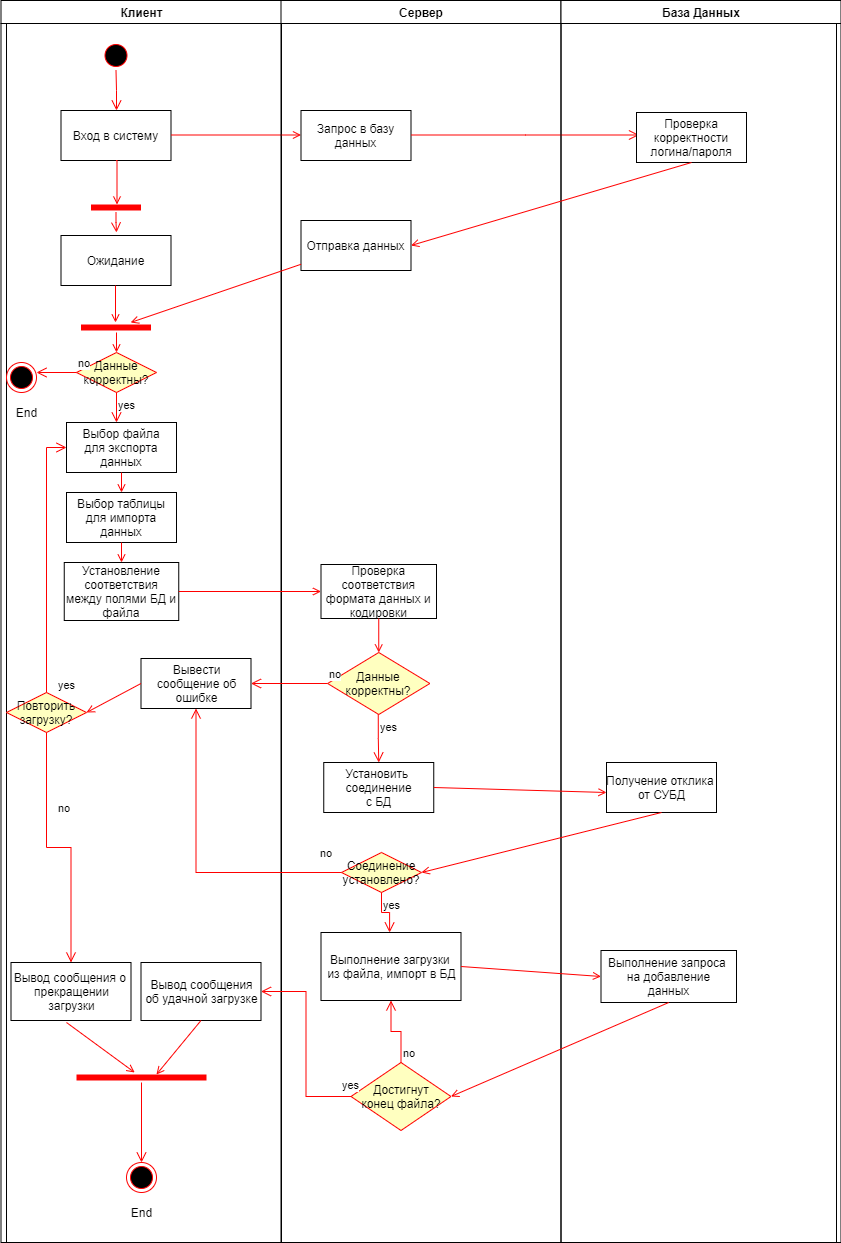 Клиент
Сервер
База Данных
Вход в систему
Запрос в базу
данных
Проверка
корректности
логина/пароля
Отправка данных
Ожидание
no
Данные
корректны?
End
yes
Выбор файла
для экспорта
данных
Выбор таблицы
для импорта
данных
Установление
соответствия
между полями БД и
файла
Проверка
соответствия
формата данных и
кодировки
Вывести
сообщение об
ошибке
no
Данные
корректны?
yes
Повторить
загрузку?
yes
Установить
соединение
с БД
Получение отклика
от СУБД
no
no
Соединение
установлено?
yes
Выполнение загрузки
из файла, импорт в БД
Выполнение запроса
на добавление
данных
Вывод сообщения о
прекращении
загрузки
Вывод сообщения
об удачной загрузке
no
yes
Достигнут
конец файла?
End